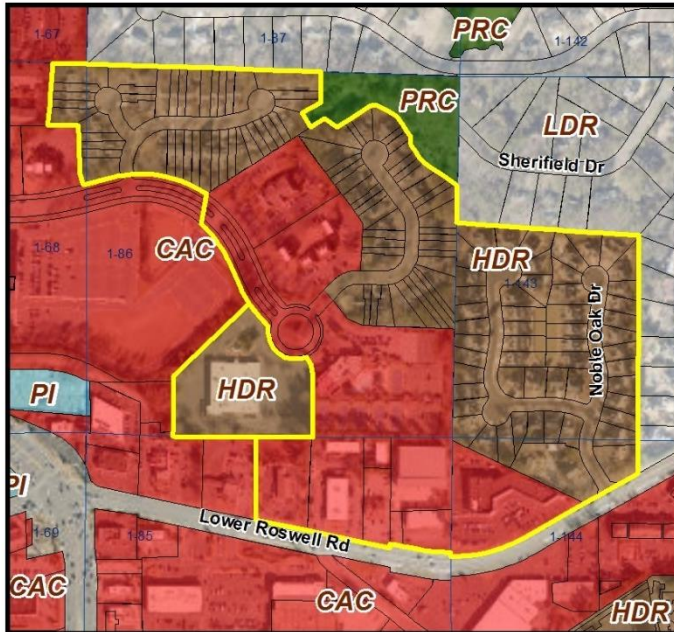 1-67
1-87
PRC
1-142
PRC
LDR
Sherifield Dr
1-68
1-86
CAC
HDR
1-143
Noble Oak Dr
PI
HDR
PI
Lower Roswell Rd
1-69
1-85
1-144
CAC
CAC
HDR